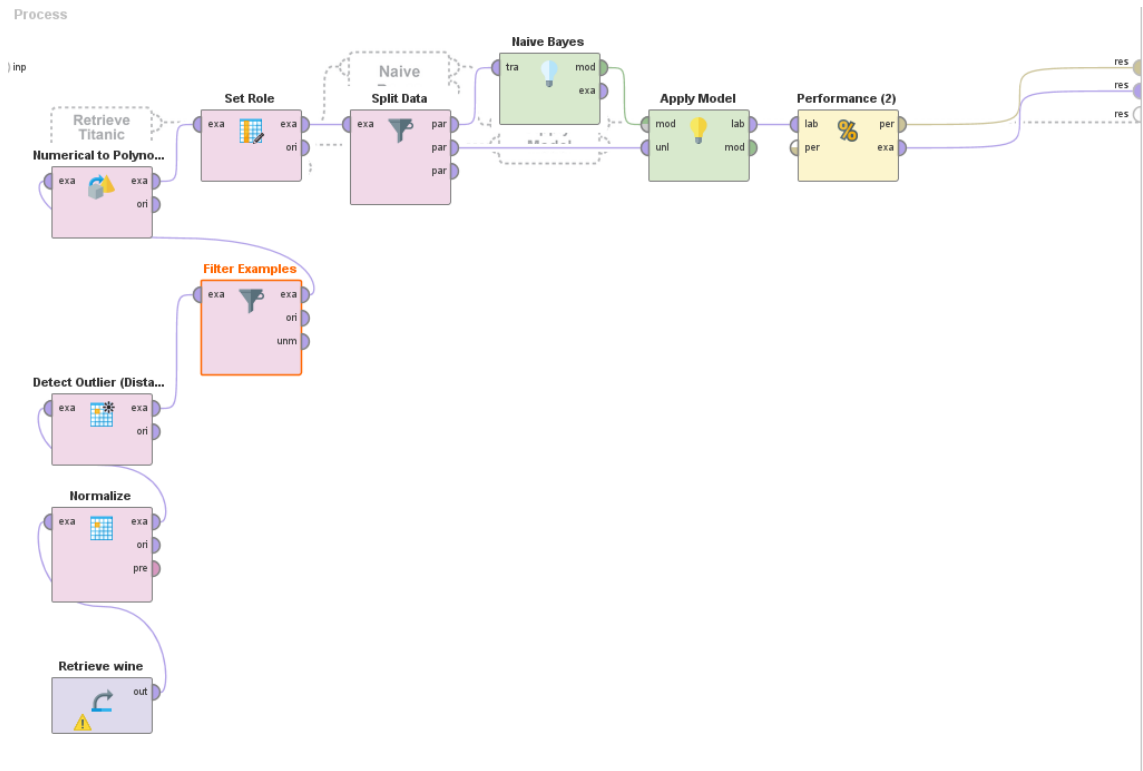 Process
inp
Naive Bayes
tra
mod
exa
Naive
Set Role
exa
exa
ori
Split Data
exa
par
par
par
Apply Model
mod
lab
unl
mod
Performance (2)
lab
per
per
exa
res
res
res
Retrieve
Titanic
Numerical to Polyno...
exa
exa
ori
Filter Examples
exa
exa
ori
unm
Detect Outlier (Dista...
exa
exa
ori
Normalize
exa
exa
ori
pre
Retrieve wine
out